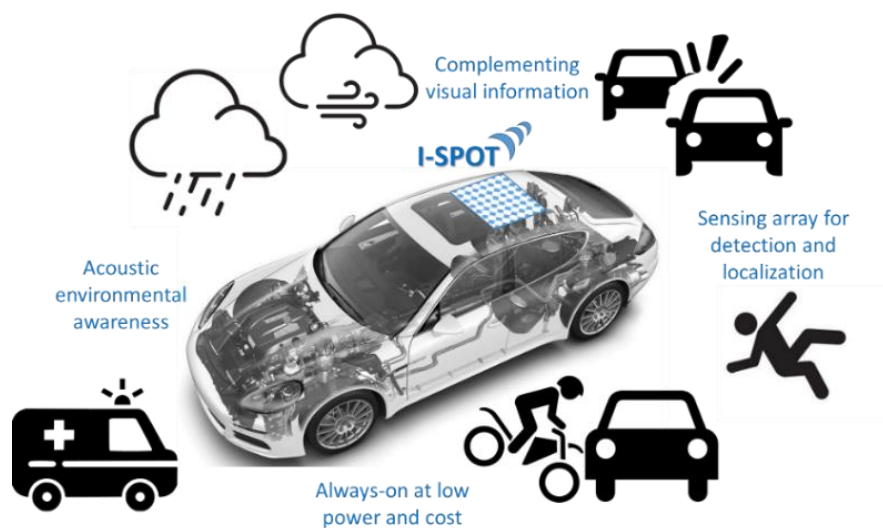 Complementing
visual information
I-SPOT
Sensing array for
detection and
localization
Acoustic
environmental
awareness
Always-on at low
power and cost